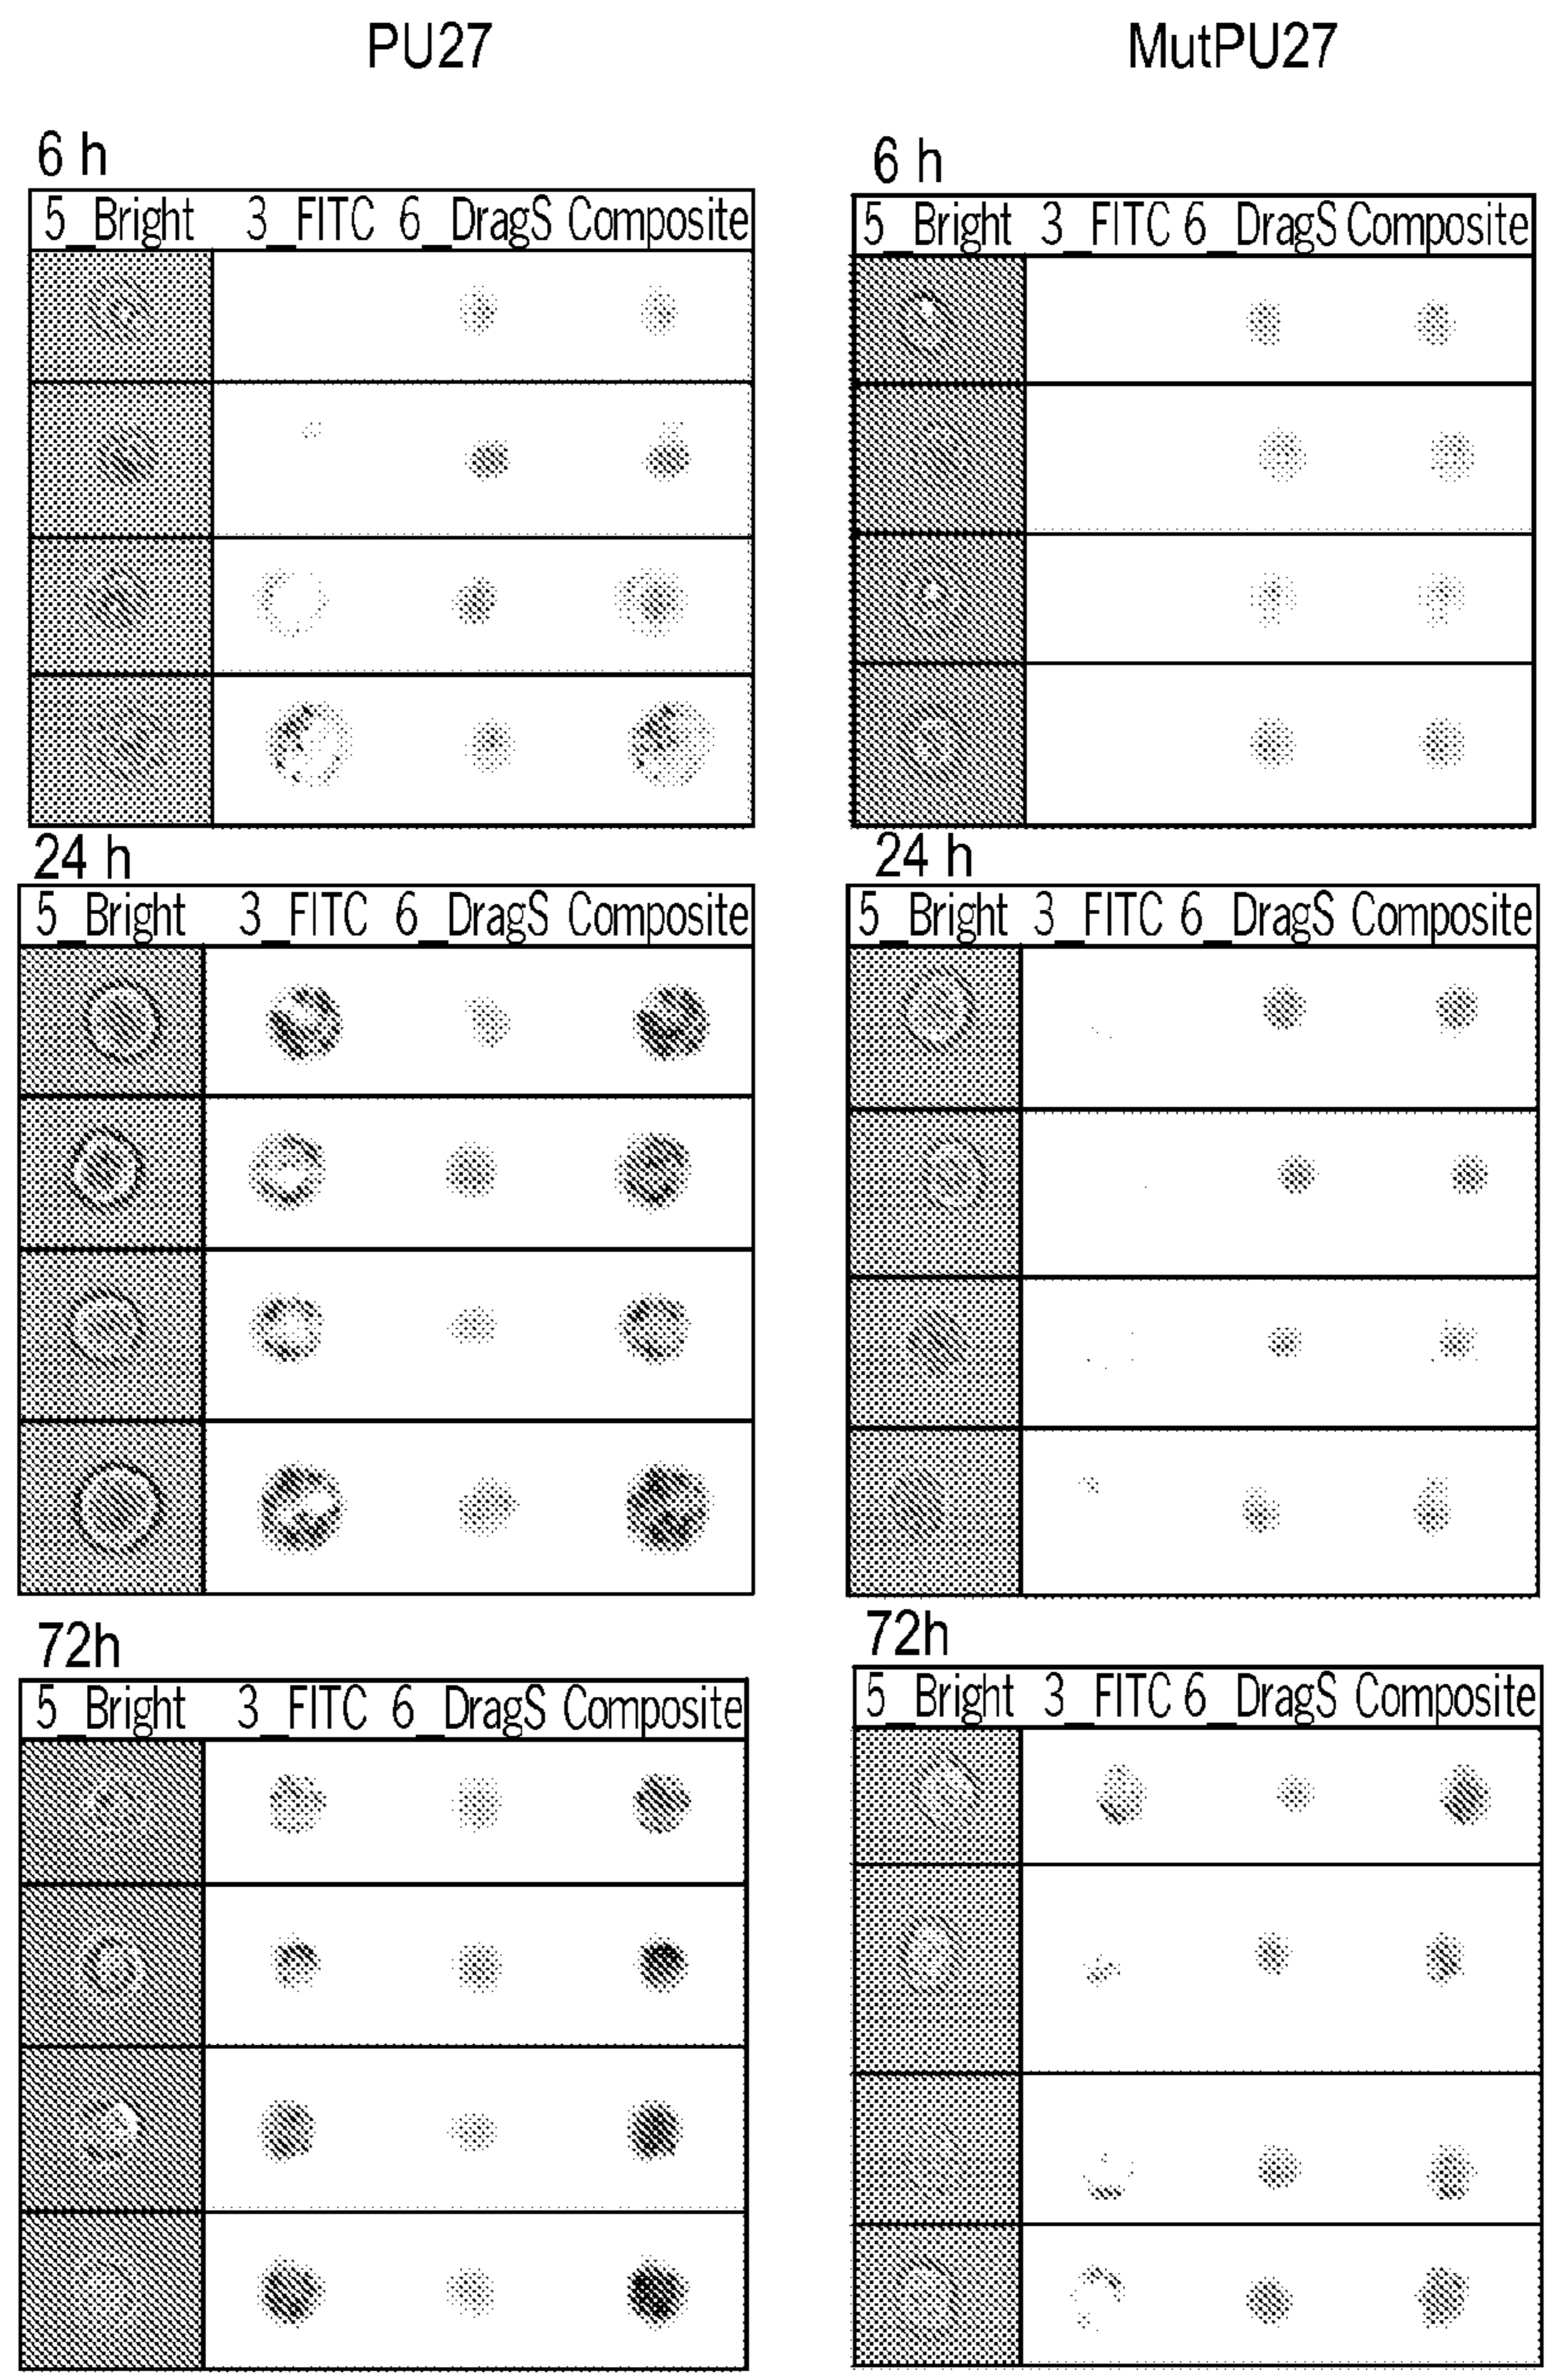 PU27 MutPU27
6 h 6 h
5_Bright 3_FITC 6_DragS Composite 5_Bright 3_FITC 6_DragS Composite
24 h 24 h
5_Bright 3_FITC 6_DragS Composite 5_Bright 3_FITC 6_DragS Composite
72h 72h
5_Bright 3_FITC 6_DragS Composite 5_Bright 3_FITC 6_DragS Composite